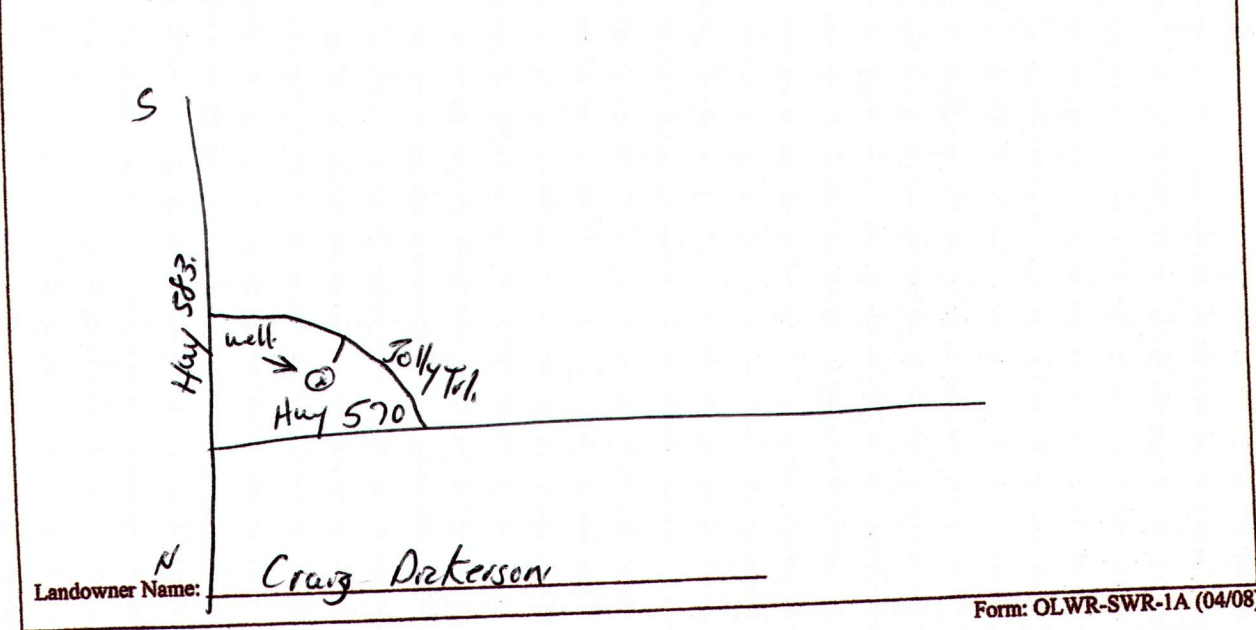 S
Hwy 583.
well
Jolly Trl.
Hwy 570
N
Landowner Name: Craig Dickerson
Form: OLWR-SWR-1A (04/08)